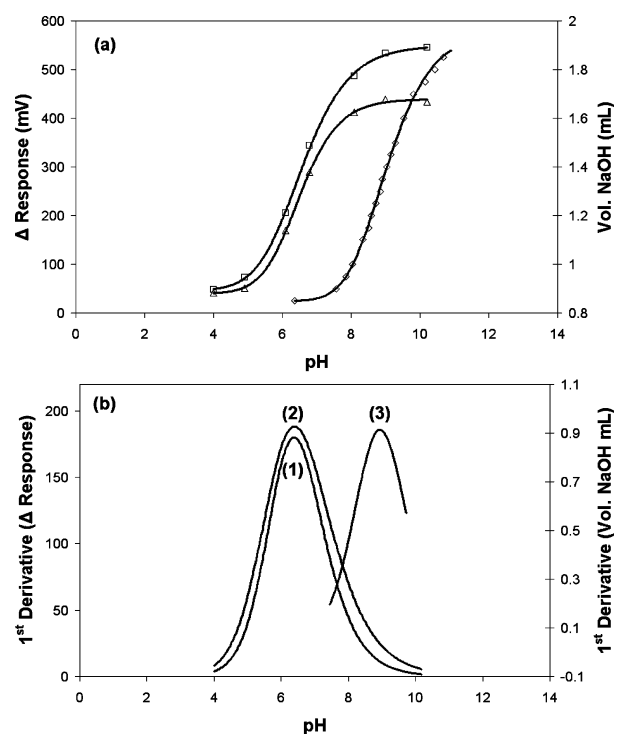 (a)
Δ Response (mV)
600
500
400
300
200
100
0
Vol. NaOH (mL)
2
1.8
1.6
1.4
1.2
1
0.8
0 2 4 6 8 10 12 14
pH
(b)
1st Derivative (Δ Response)
200
150
100
50
0
(2)
(1)
(3)
1st Derivative (Vol. NaOH mL)
1.1
0.9
0.7
0.5
0.3
0.1
-0.1
0 2 4 6 8 10 12 14
pH